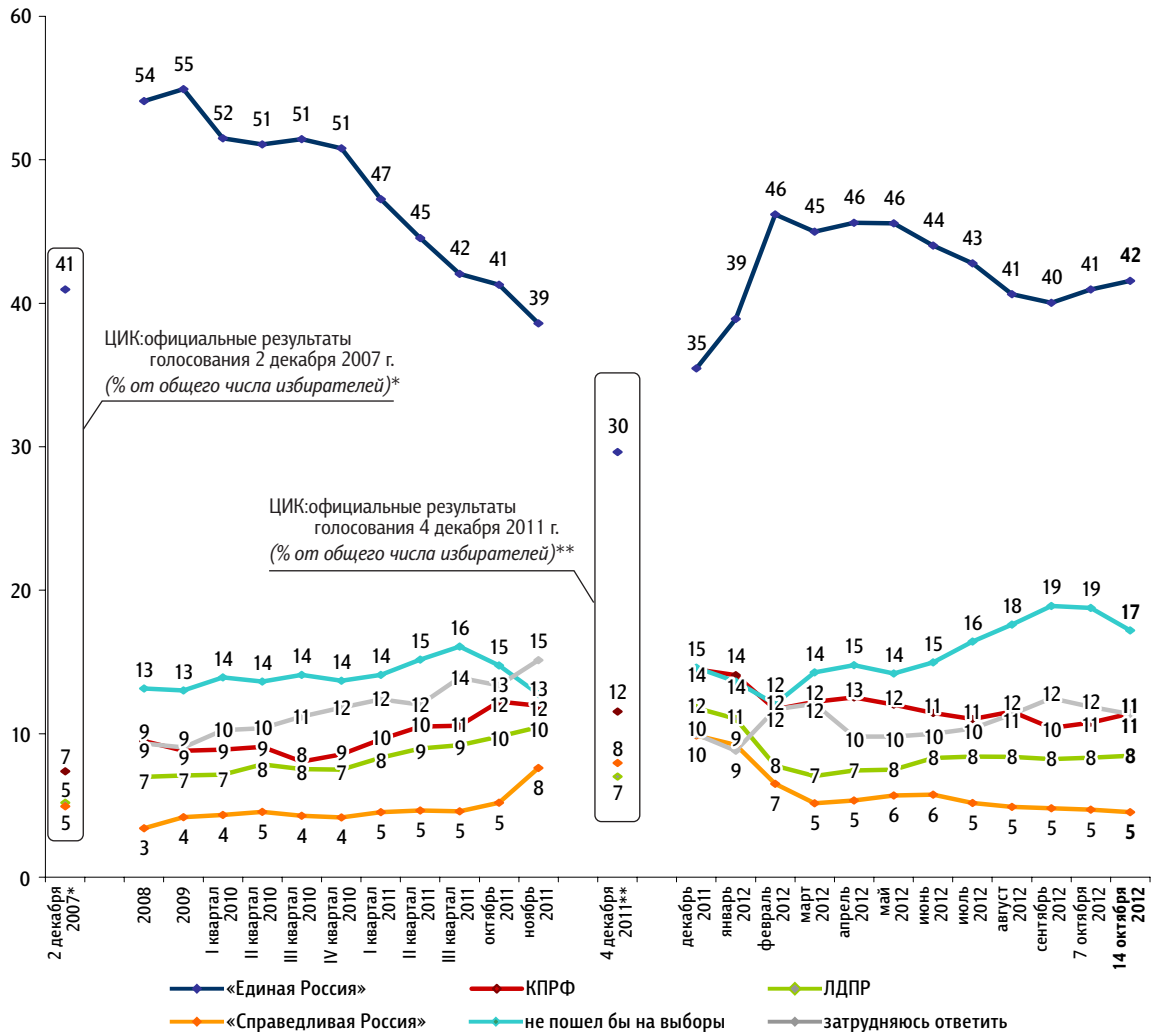 60
50
40
30
20
10
0
54 55 52 51 51 51 47 45 42 41 39
35 39 46 45 46 46 44 43 41 40 41 42
41
7
5
5
ЦИК:официальные результаты
голосования 2 декабря 2007 г.
(% от общего числа избирателей)*
30
12
8
7
ЦИК:официальные результаты
голосования 4 декабря 2011 г.
(% от общего числа избирателей)**
13 13 14 14 14 14 14 15 16 15 13
9 9 10 10 11 12 12 12 14 13 15
9 9 9 9 8 9 10 10 11 12 12
7 7 7 8 8 7 8 9 9 10 10
3 4 4 5 4 4 5 5 5 5 8
15 14 12 14 15 14 15 16 18 19 19 17
14 14 12 12 13 12 11 11 12 10 11 11
10 9 12 12 10 10 10 10 11 12 12 11
12 11 8 7 7 8 8 8 8 8 8 8
10 9 7 5 5 6 6 5 5 5 5 5
2 декабря
2007*
2008
2009
I квартал
2010
II квартал
2010
III квартал
2010
IV квартал
2010
I квартал
2011
II квартал
2011
III квартал
2011
октябрь
2011
ноябрь
2011
4 декабря
2011**
декабрь
2011
январь
2012
февраль
2012
март
2012
апрель
2012
май
2012
июнь
2012
июль
2012
август
2012
сентябрь
2012
7 октября
2012
14 октября
2012
«Единая Россия»
КПРФ
ЛДПР
«Справедливая Россия»
не пошел бы на выборы
затрудняюсь ответить